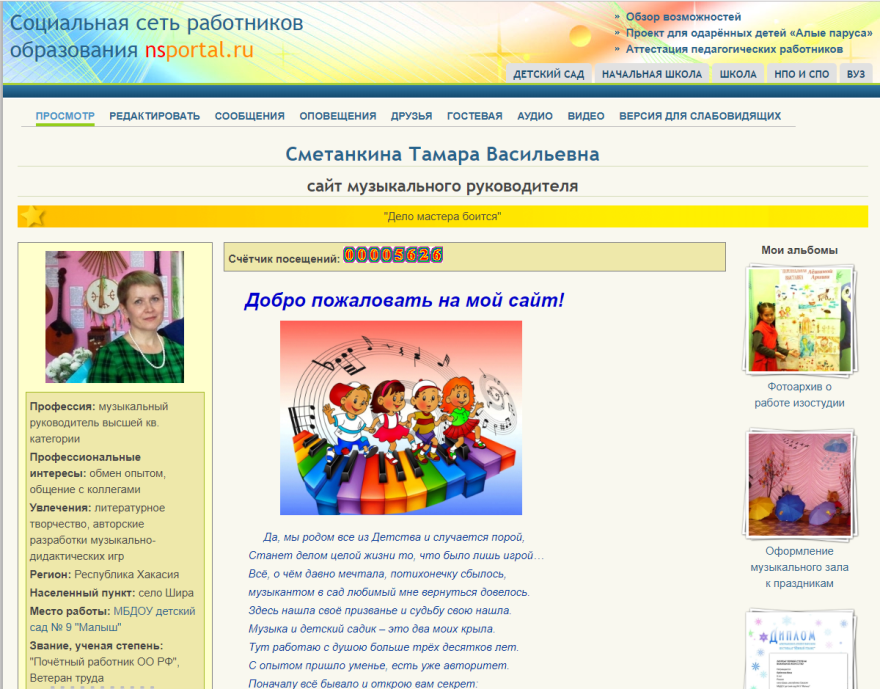 Социальная сеть работников
образования nsportal.ru
» Обзор возможностей
» Проект для одарённых детей «Алые паруса»
» Аттестация педагогических работников
ДЕТСКИЙ САД НАЧАЛЬНАЯ ШКОЛА ШКОЛА НПО И СПО ВУЗ
ПРОСМОТР РЕДАКТИРОВАТЬ СООБЩЕНИЯ ОПОВЕЩЕНИЯ ДРУЗЬЯ ГОСТЕВАЯ АУДИО ВИДЕО ВЕРСИЯ ДЛЯ СЛАБОВИДЯЩИХ
Сметанкина Тамара Васильевна
сайт музыкального руководителя
"Дело мастера боится"
Профессия: музыкальный
руководитель высшей кв.
категории
Профессиональные
интересы: обмен опытом,
общение с коллегами
Увлечения: литературное
творчество, авторские
разработки музыкально-
дидактических игр
Регион: Республика Хакасия
Населенный пункт: село Шира
Место работы: МБДОУ детский
сад № 9 "Малыш"
Звание, ученая степень:
"Почётный работник ОО РФ",
Ветеран труда
Счётчик посещений: 00005626
Добро пожаловать на мой сайт!
Да, мы родом все из Детства и случается порой,
Станет делом целой жизни то, что было лишь игрой…
Всё, о чём давно мечтала, потихонечку сбылось,
музыкантом в сад любимый мне вернуться довелось.
Здесь нашла своё призванье и судьбу свою нашла.
Музыка и детский садик – это два моих крыла.
Тут работаю с душою больше трёх десятков лет.
С опытом пришло уменье, есть уже авторитет.
Поначалу всё бывало и открою вам секрет:
Мои альбомы
Фотоархив о
работе изостудии
Оформление
музыкального зала
к праздникам
ДИПЛОМ